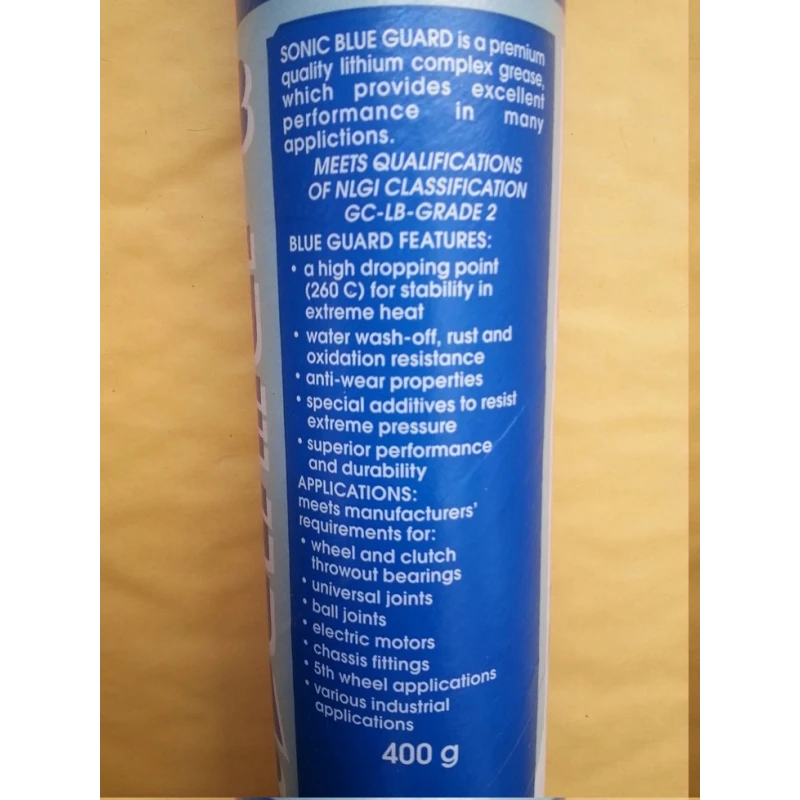 SONIC BLUE GUARD is a premium
quality lithium complex grease,
which provides excellent
performance in many
applictions.
MEETS QUALIFICATIONS
OF NLGI CLASSIFICATION
GC-LB-GRADE 2
BLUE GUARD FEATURES:
• a high dropping point
(260 C) for stability in
extreme heat
• water wash-off, rust and
oxidation resistance
• anti-wear properties
• special additives to resist
extreme pressure
• superior performance
and durability
APPLICATIONS:
meets manufacturers'
requirements for:
• wheel and clutch
throwout bearings
• universal joints
• ball joints
• electric motors
• chassis fittings
• 5th wheel applications
• various industrial
applications
400 g